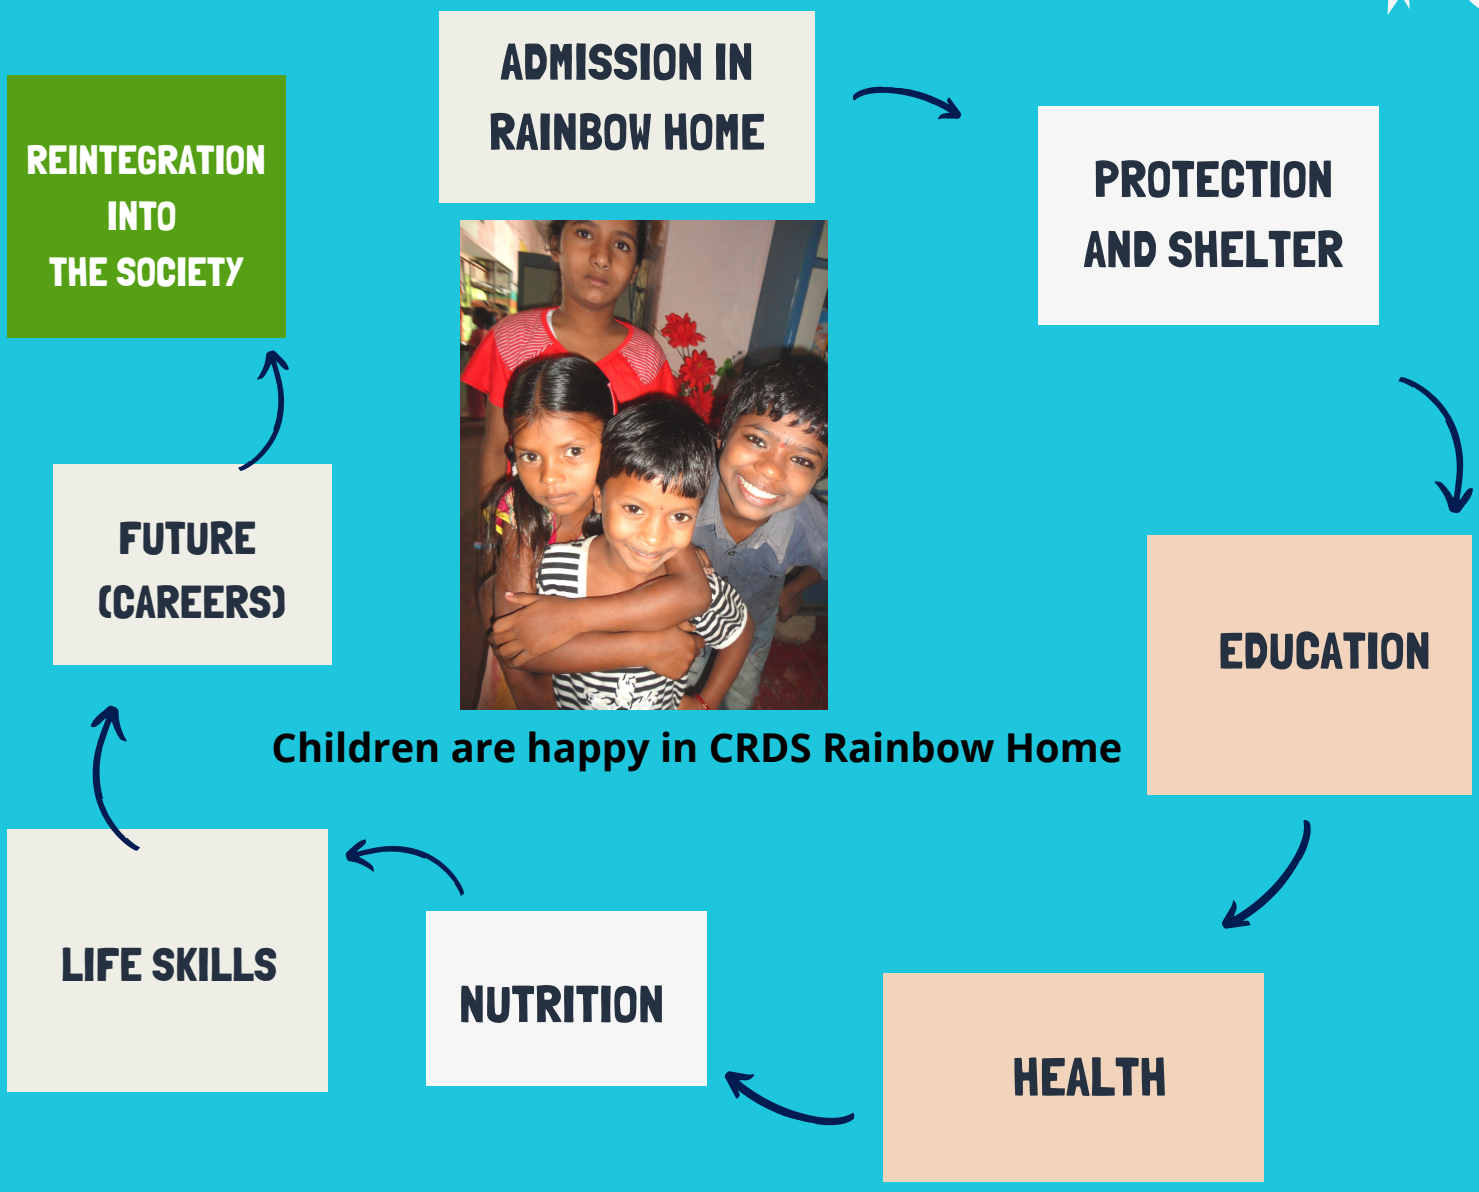 ADMISSION IN
RAINBOW HOME
PROTECTION
AND SHELTER
EDUCATION
HEALTH
NUTRITION
LIFE SKILLS
FUTURE
(CAREERS)
REINTEGRATION
INTO
THE SOCIETY
Children are happy in CRDS Rainbow Home